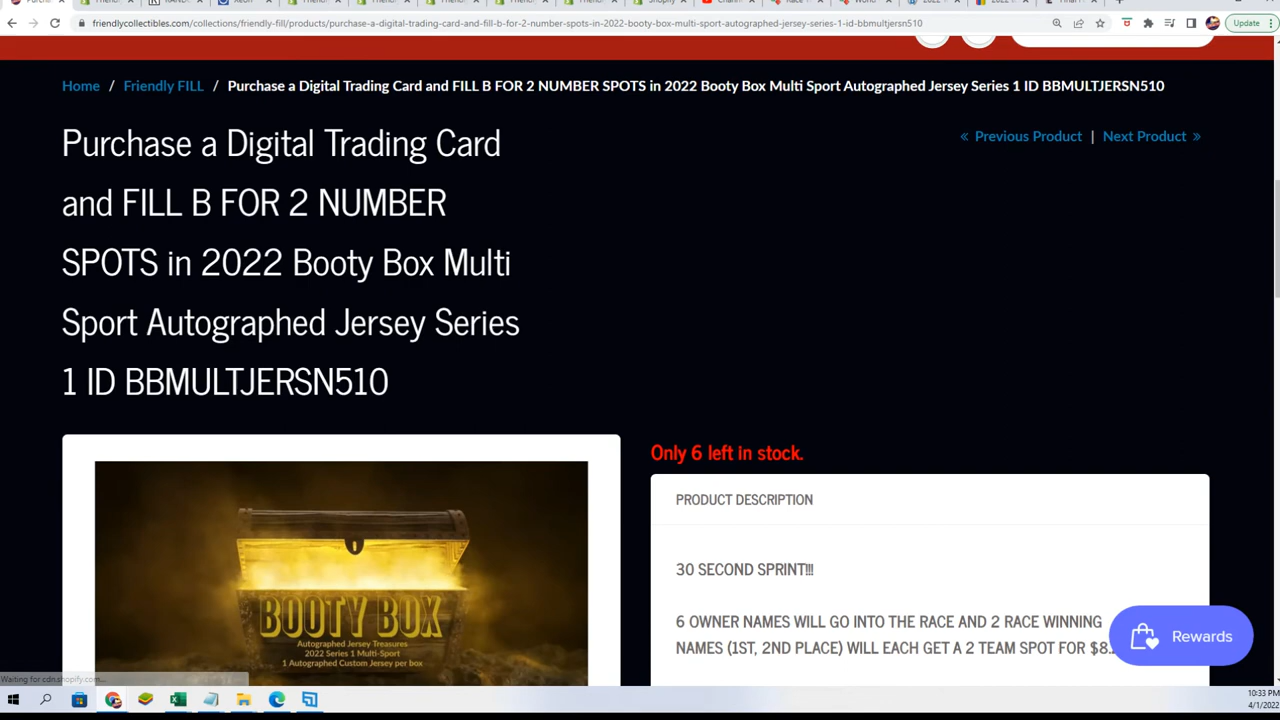 friendlycollectibles.com/collections/friendly-fill/products/purchase-a-digital-trading-card-and-fill-b-for-2-number-spots-in-2022-booty-box-multi-sport-autographed-jersey-series-1-id-bbmultjersn510
Update
Home / Friendly FILL / Purchase a Digital Trading Card and FILL B FOR 2 NUMBER SPOTS in 2022 Booty Box Multi Sport Autographed Jersey Series 1 ID BBMULTJERSN510
« Previous Product | Next Product »
Purchase a Digital Trading Card
and FILL B FOR 2 NUMBER
SPOTS in 2022 Booty Box Multi
Sport Autographed Jersey Series
1 ID BBMULTJERSN510
Only 6 left in stock.
PRODUCT DESCRIPTION
30 SECOND SPRINT!!!
6 OWNER NAMES WILL GO INTO THE RACE AND 2 RACE WINNING
NAMES (1ST, 2ND PLACE) WILL EACH GET A 2 TEAM SPOT FOR $8.
Rewards
BOOTY BOX
Autographed Jersey Treasures
2022 Series 1 Multi-Sport
1 Autographed Custom Jersey per box
Waiting for cdn.shopify.com...
10:33 PM
4/1/2022